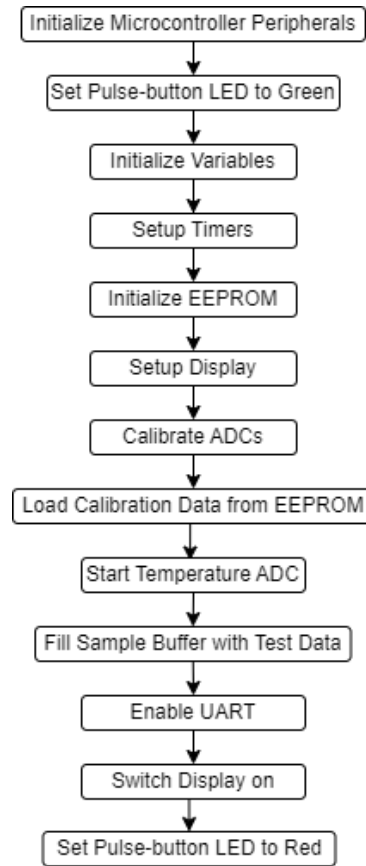 Initialize Microcontroller Peripherals
Set Pulse-button LED to Green
Initialize Variables
Setup Timers
Initialize EEPROM
Setup Display
Calibrate ADCs
Load Calibration Data from EEPROM
Start Temperature ADC
Fill Sample Buffer with Test Data
Enable UART
Switch Display on
Set Pulse-button LED to Red